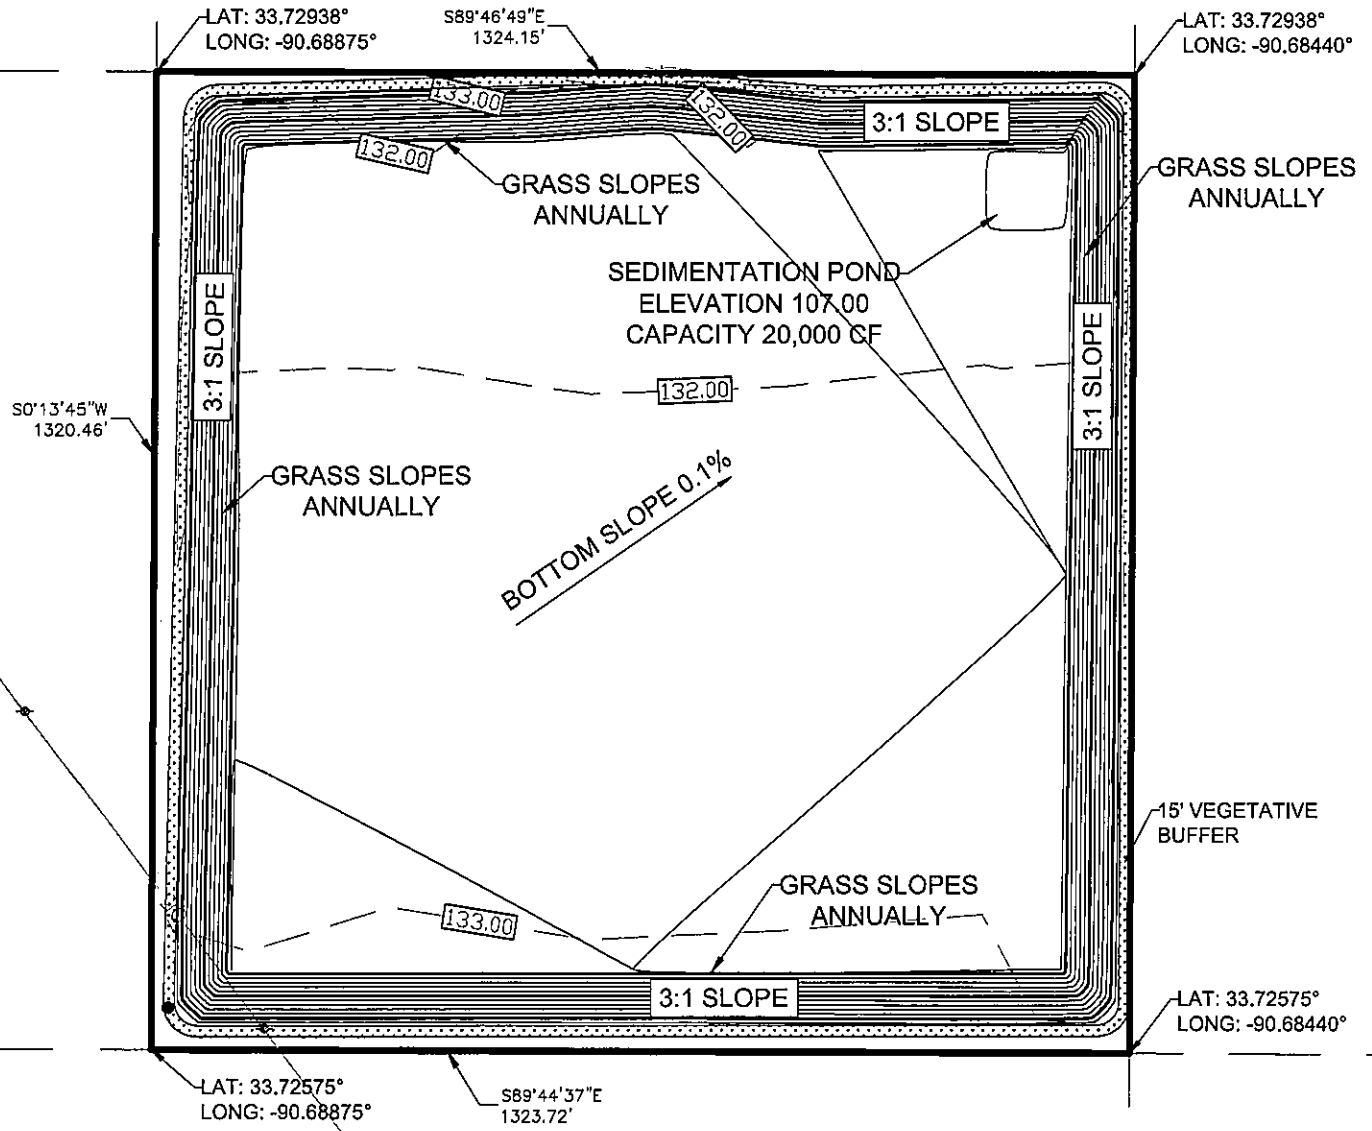 LAT: 33.72938°
LONG: -90.68875°
S89°46'49"E
1324.15'
LAT: 33.72938°
LONG: -90.68440°
133.00
132.00
3:1 SLOPE
132.00
GRASS SLOPES
ANNUALLY
GRASS SLOPES
ANNUALLY
SEDIMENTATION POND
ELEVATION 107.00
CAPACITY 20,000 CF
3:1 SLOPE
3:1 SLOPE
132.00
S0°13'45"W
1320.46'
GRASS SLOPES
ANNUALLY
BOTTOM SLOPE 0.1%
15' VEGETATIVE
BUFFER
GRASS SLOPES
ANNUALLY
133.00
3:1 SLOPE
LAT: 33.72575°
LONG: -90.68440°
LAT: 33.72575°
LONG: -90.68875°
S89°44'37"E
1323.72'